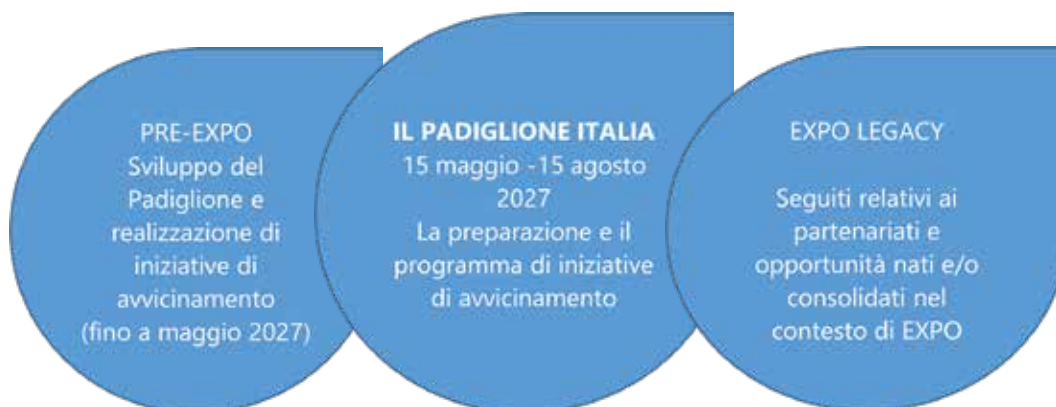 PRE-EXPO
Sviluppo del
Padiglione e
realizzazione di
iniziative di
avvicinamento
(fino a maggio 2027)
IL PADIGLIONE ITALIA
15 maggio -15 agosto
2027
La preparazione e il
programma di iniziative
di avvicinamento
EXPO LEGACY
Seguiti relativi ai
partenariati e
opportunità nati e/o
consolidati nel
contesto di EXPO